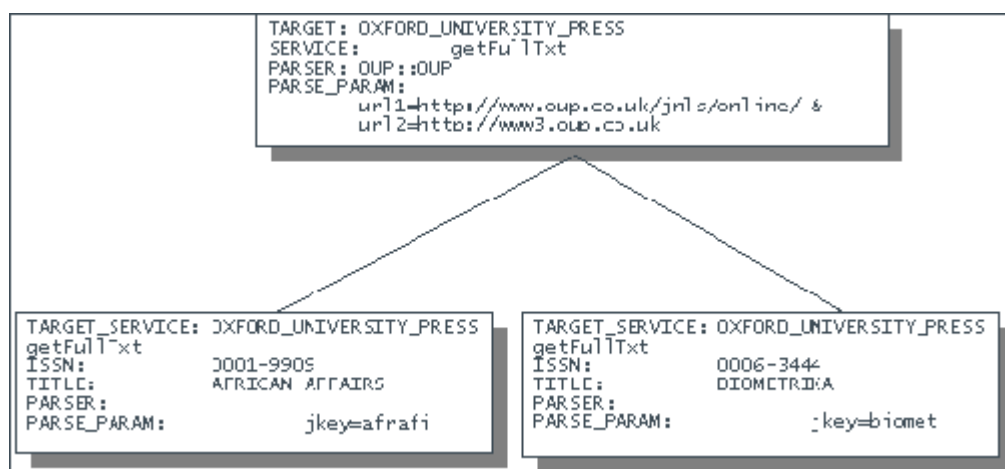 TARGET: OXFORD_UNIVERSITY_PRESS
SERVICE: getFullTxt
PARSER: OUP::OUP
PARSE_PARAM:
url1=http://www.oup.co.uk/jnls/online/ &
url2=http://www3.oup.co.uk
TARGET_SERVICE: OXFORD_UNIVERSITY_PRESS
getFullTxt
ISSN: 0001-9909
TITLE: AFRICAN AFFAIRS
PARSER:
PARSE_PARAM: jkey=afrafi
TARGET_SERVICE: OXFORD_UNIVERSITY_PRESS
getFullTxt
ISSN: 0006-3444
TITLE: BIOMETRIKA
PARSER:
PARSE_PARAM: jkey=biomet